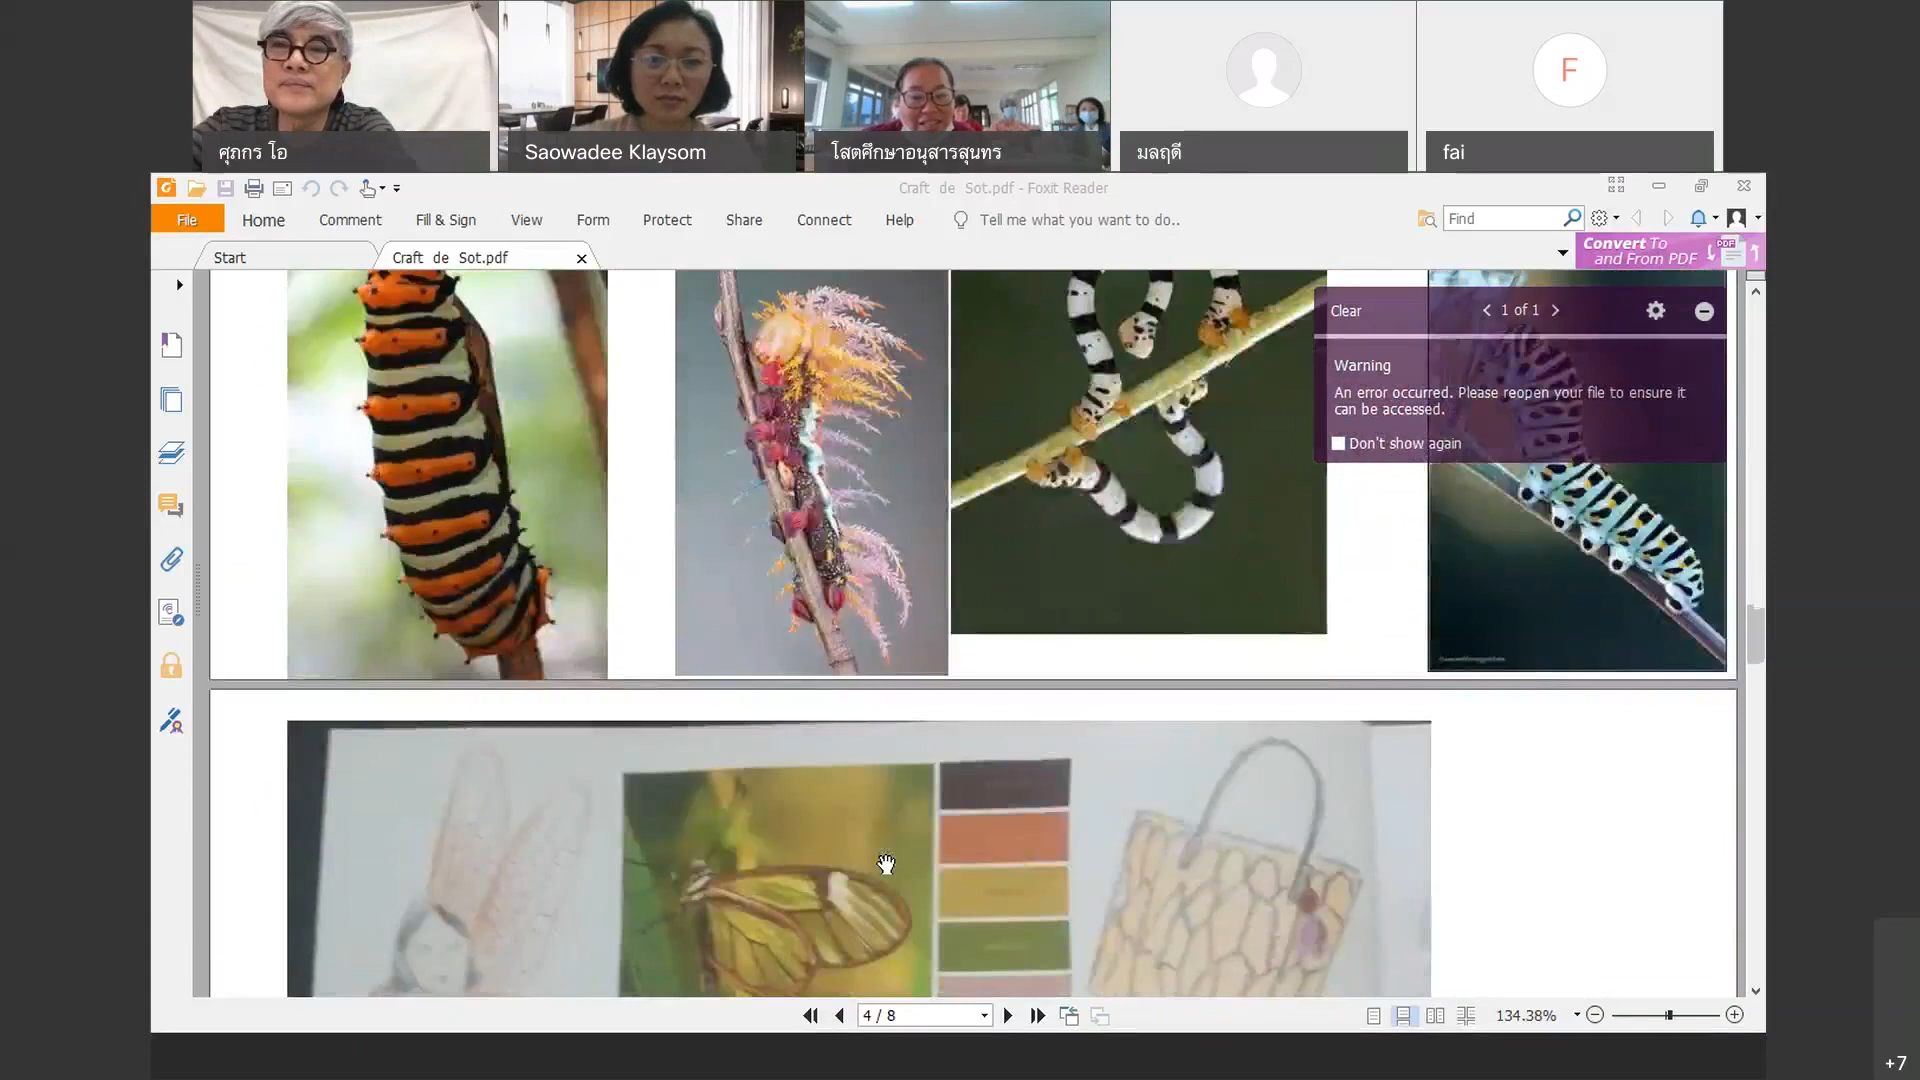 ศุภกร โอ
Saowadee Klaysom
โสตศึกษาอนุสารสุนทร
มลฤดี
F
fai
Craft de Sot.pdf - Foxit Reader
File
Home
Comment
Fill & Sign
View
Form
Protect
Share
Connect
Help
Tell me what you want to do..
Find
Start
Craft de Sot.pdf
Convert To
and From PDF
PDF
Clear
1 of 1
Warning
An error occurred. Please reopen your file to ensure it
can be accessed.
Don't show again
4 / 8
134.38%
+7